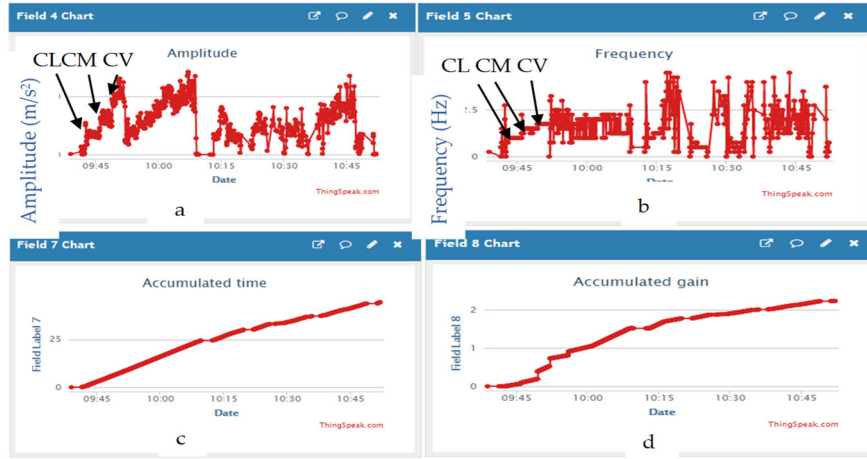 Field 4 Chart
Amplitude
CLCM CV
Amplitude (m/s²)
09:45 10:00 10:15 10:30 10:45
Date
ThingSpeak.com
a
Field 5 Chart
Frequency
CL CM CV
Frequency (Hz)
.5
0
09:45 10:00 10:15 10:30 10:45
Date
ThingSpeak.com
b
Field 7 Chart
Accumulated time
Field Label 7
25
0
09:45 10:00 10:15 10:30 10:45
Date
ThingSpeak.com
c
Field 8 Chart
Accumulated gain
Field Label 8
2
1
0
09:45 10:00 10:15 10:30 10:45
Date
ThingSpeak.com
d